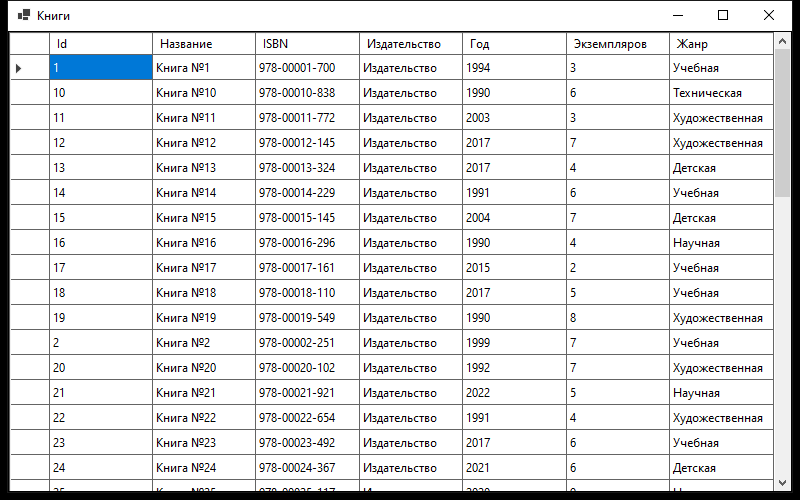 Книги
Id Название ISBN Издательство Год Экземпляров Жанр
1 Книга №1 978-00001-700 Издательство 1994 3 Учебная
10 Книга №10 978-00010-838 Издательство 1990 6 Техническая
11 Книга №11 978-00011-772 Издательство 2003 3 Художественная
12 Книга №12 978-00012-145 Издательство 2017 7 Художественная
13 Книга №13 978-00013-324 Издательство 2017 4 Детская
14 Книга №14 978-00014-229 Издательство 1991 6 Учебная
15 Книга №15 978-00015-145 Издательство 2004 7 Детская
16 Книга №16 978-00016-296 Издательство 1990 4 Научная
17 Книга №17 978-00017-161 Издательство 2015 2 Учебная
18 Книга №18 978-00018-110 Издательство 2017 5 Учебная
19 Книга №19 978-00019-549 Издательство 1990 8 Художественная
2 Книга №2 978-00002-251 Издательство 1999 7 Учебная
20 Книга №20 978-00020-102 Издательство 1992 7 Художественная
21 Книга №21 978-00021-921 Издательство 2022 5 Научная
22 Книга №22 978-00022-654 Издательство 1991 4 Художественная
23 Книга №23 978-00023-492 Издательство 2017 6 Учебная
24 Книга №24 978-00024-367 Издательство 2021 6 Детская